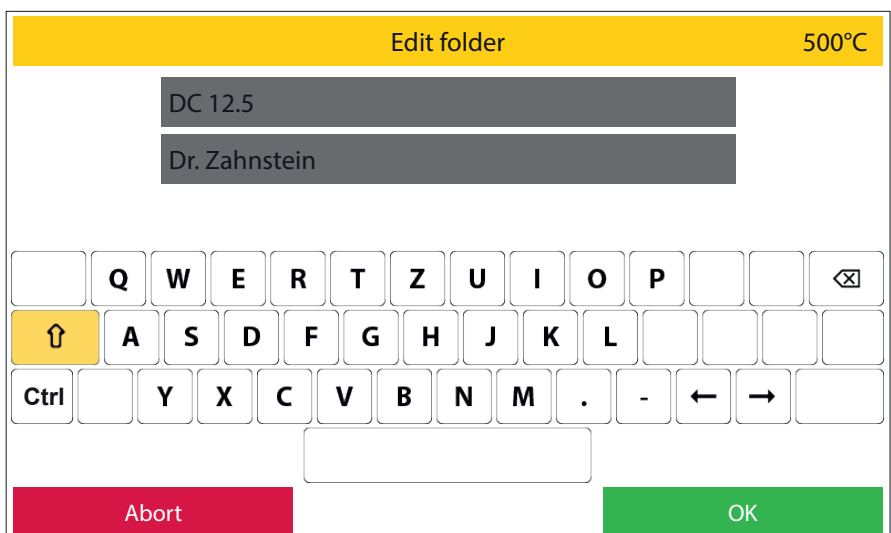 Edit folder 500°C
DC 12.5
Dr. Zahnstein
Q W E R T Z U I O P ⌫
⇧ A S D F G H J K L
Ctrl Y X C V B N M . - ← →
Abort OK